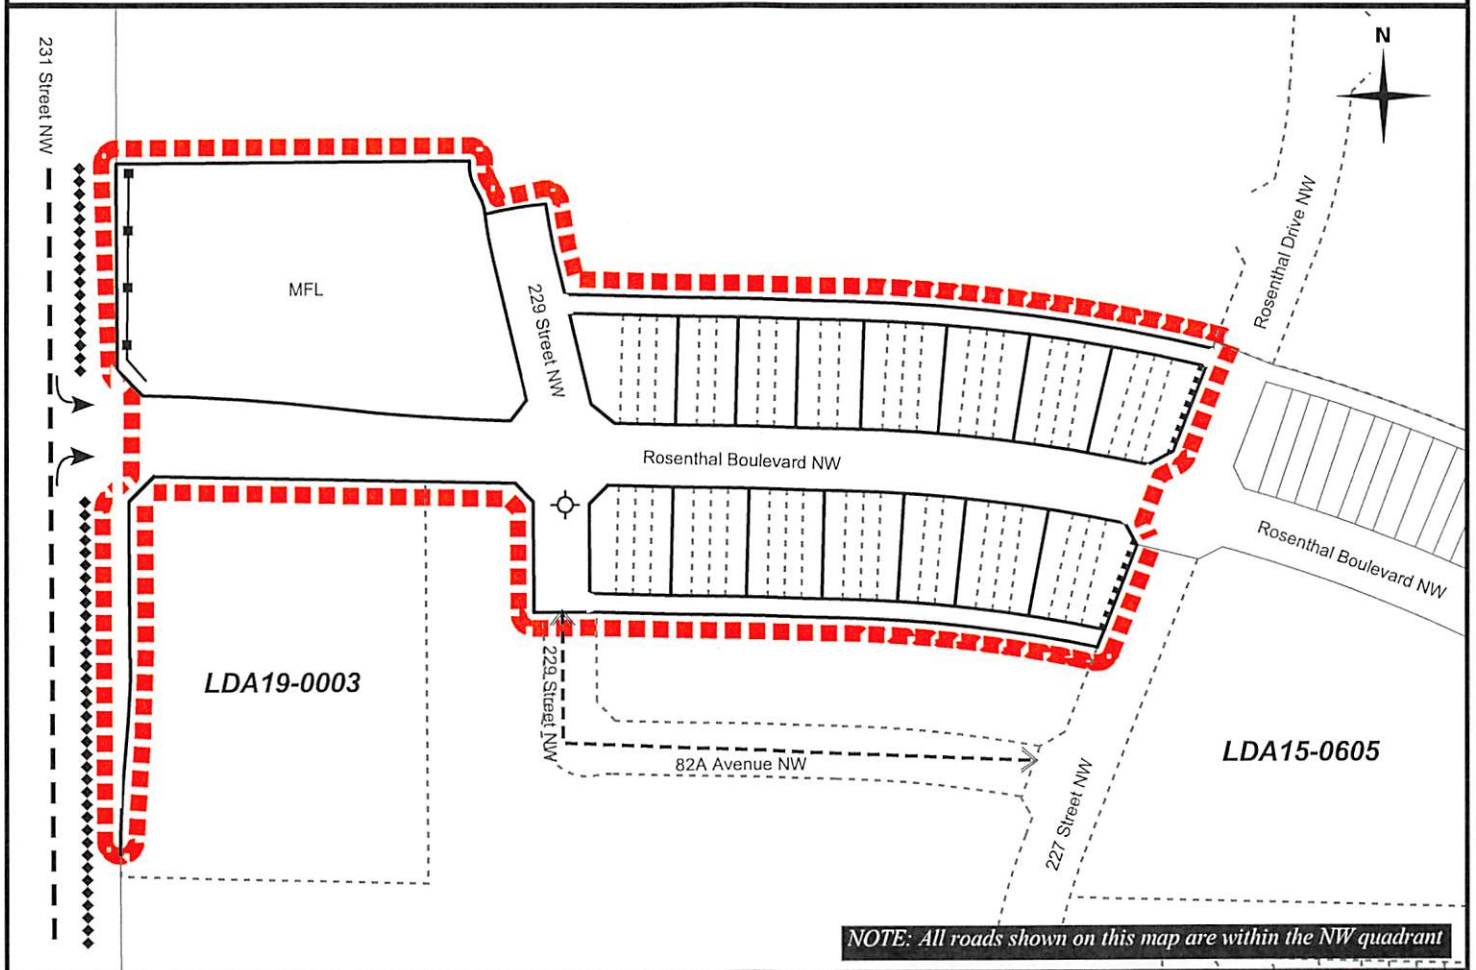 N
231 Street NW
Rosenthal Drive NW
MFL
229 Street NW
Rosenthal Boulevard NW
Rosenthal Boulevard NW
LDA19-0003
229 Street NW
82A Avenue NW
LDA15-0605
227 Street NW
NOTE: All roads shown on this map are within the NW quadrant